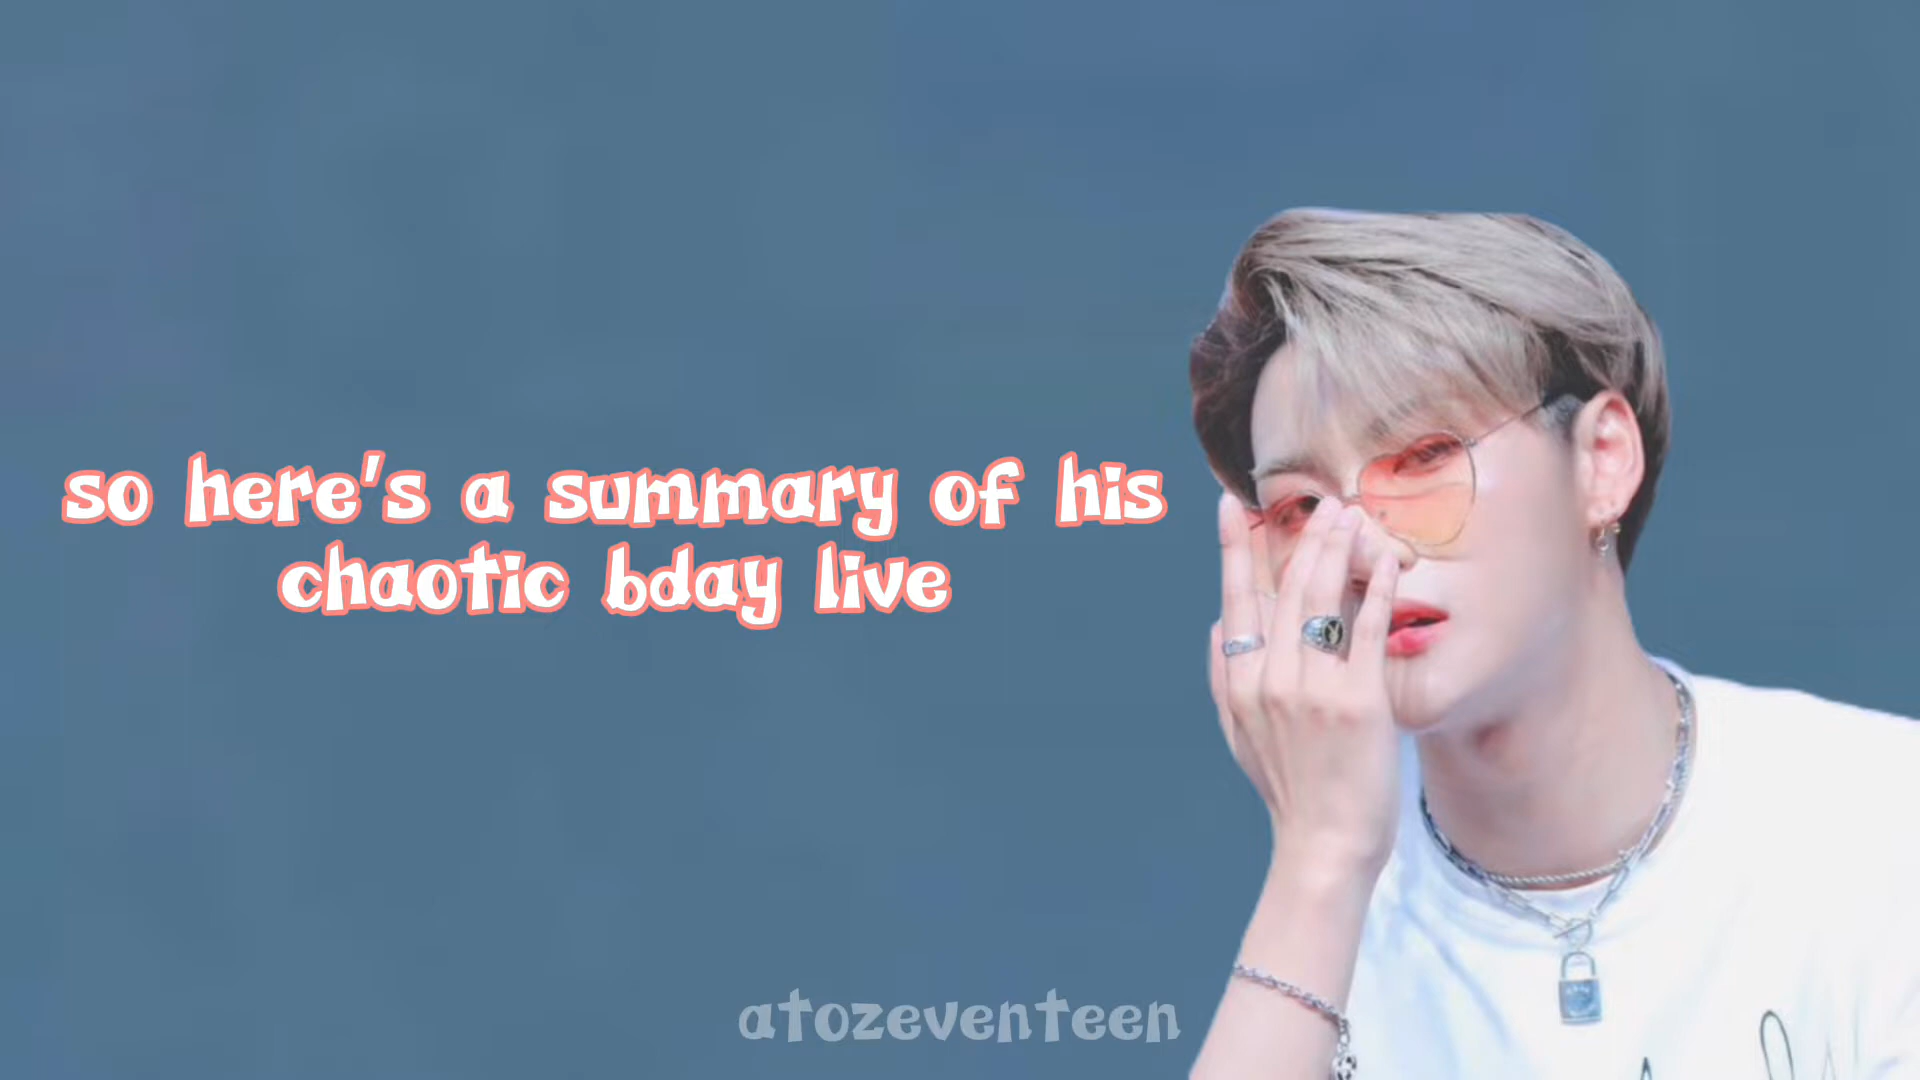 so here's a summary of his
chaotic bday live
atozeventeen